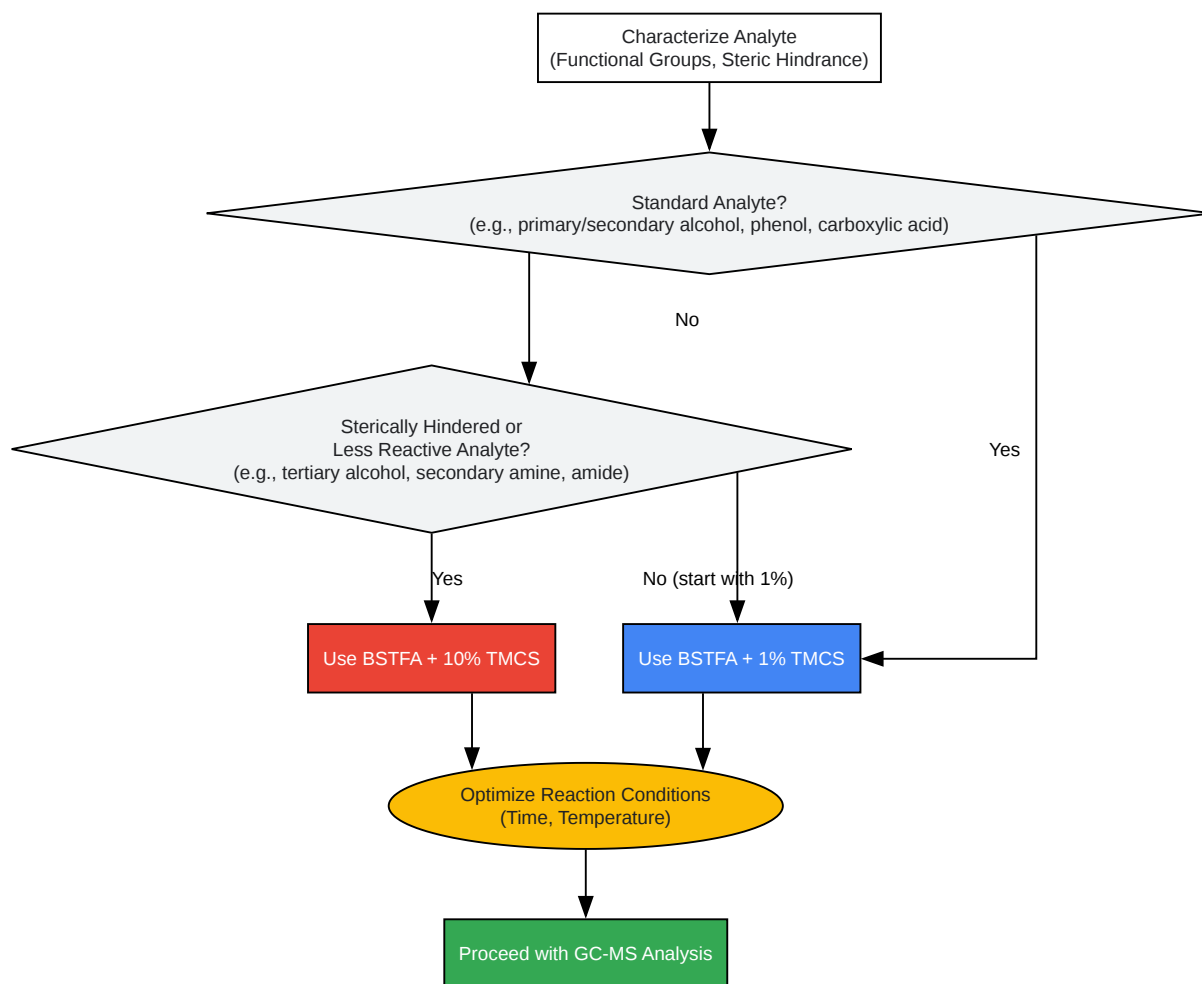 Characterize Analyte
(Functional Groups, Steric Hindrance)
Standard Analyte?
(e.g., primary/secondary alcohol, phenol, carboxylic acid)
No
Yes
Sterically Hindered or
Less Reactive Analyte?
(e.g., tertiary alcohol, secondary amine, amide)
Yes
No (start with 1%)
Use BSTFA + 10% TMCS
Use BSTFA + 1% TMCS
Optimize Reaction Conditions
(Time, Temperature)
Proceed with GC-MS Analysis